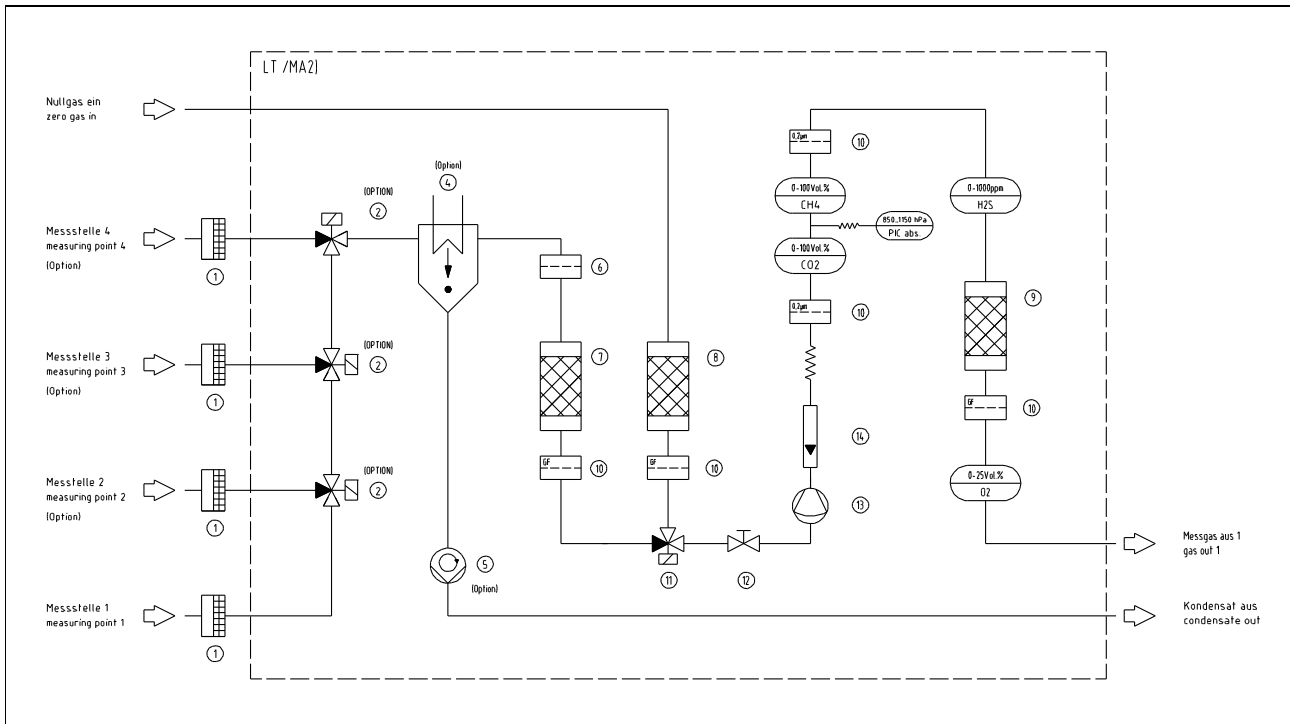 LT /MA2]
Nullgas ein
zero gas in
(Option)
4
(OPTION)
2
Messstelle 4
measuring point 4
(Option)
1
6
0,2µm
10
0-100Vol.%
CH4
850..1150 hPa
PIC abs.
0-100Vol.%
CO2
0,2µm
10
0-1000ppm
H2S
9
Messstelle 3
measuring point 3
(Option)
1
(OPTION)
2
7
8
GF
10
14
Messtelle 2
measuring point 2
(Option)
1
(OPTION)
2
GF
10
GF
10
0-25Vol.%
O2
13
5
(Option)
11
12
Messgas aus 1
gas out 1
Messstelle 1
measuring point 1
1
Kondensat aus
condensate out